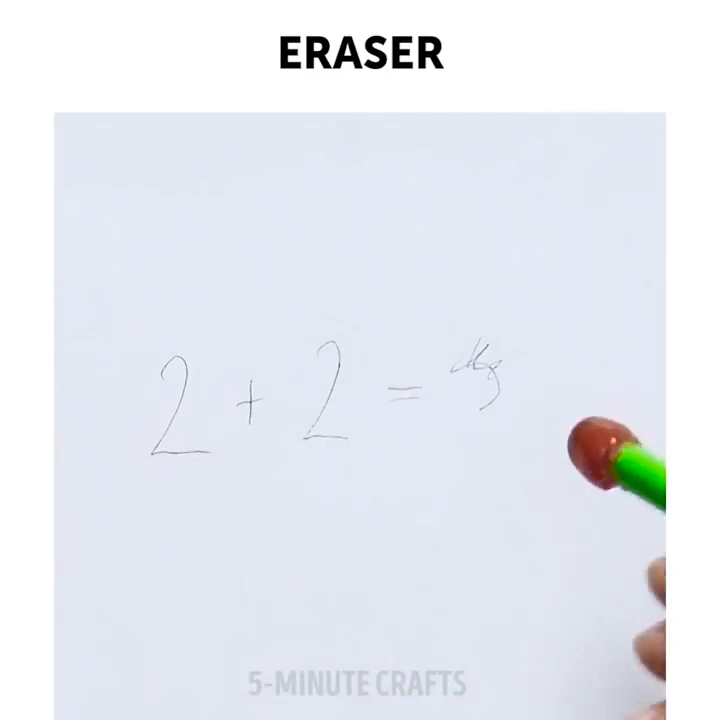 ERASER
2 + 2 =
5-MINUTE CRAFTS